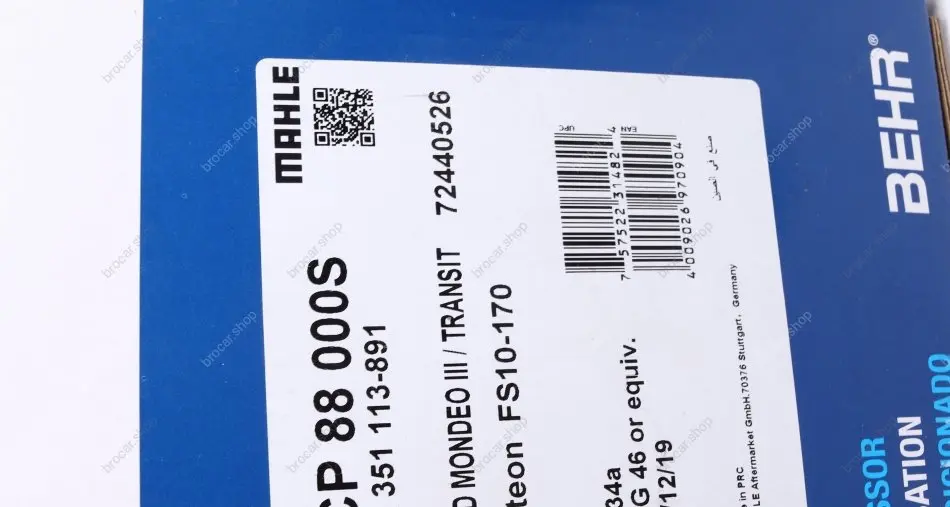 MAHLE
CP 88 000S
351 113-891
MONDEO III / TRANSIT 72440526
teon FS10-170
UPC
7 57522 31482 4
EAN
4 009026 970904
صنع في الصين
34a
G 46 or equiv.
/12/19
in PRC
LE Aftermarket GmbH.70376 Stuttgart, Germany
BEHR®
SSOR
ATION
CIONADO
brocar.shop